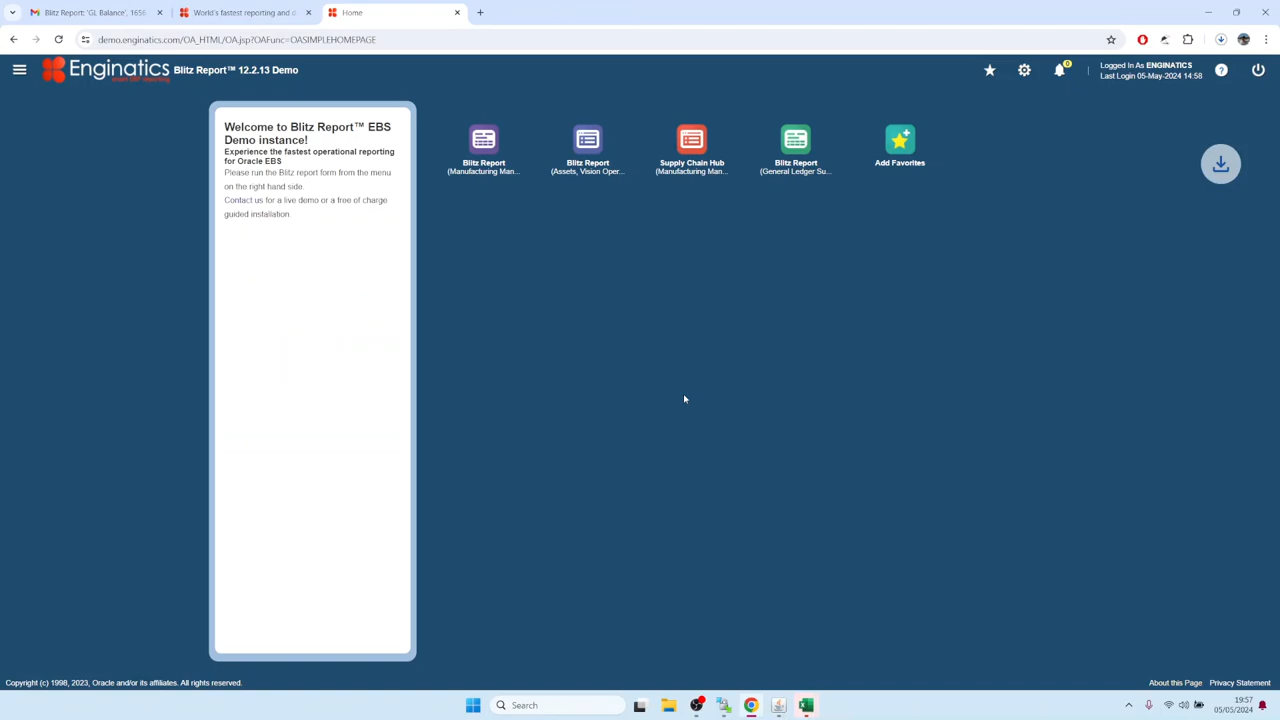 Blitz Report: 'GL Balance', 1656
World's fastest reporting and d
Home
demo.enginatics.com/OA_HTML/OA.jsp?OAFunc=OASIMPLEHOMEPAGE
Enginatics
Blitz Report™ 12.2.13 Demo
0
Logged In As ENGINATICS
Last Login 05-May-2024 14:58
Welcome to Blitz Report™ EBS
Demo instance!
Experience the fastest operational reporting
for Oracle EBS
Please run the Blitz report form from the menu
on the right hand side.
Contact us for a live demo or a free of charge
guided installation
Blitz Report
(Manufacturing Man...
Blitz Report
(Assets, Vision Oper...
Supply Chain Hub
(Manufacturing Man...
Blitz Report
(General Ledger Su...
Add Favorites
Copyright (c) 1998, 2023, Oracle and/or its affiliates. All rights reserved.
About this Page
Privacy Statement
Search
19:57
05/05/2024